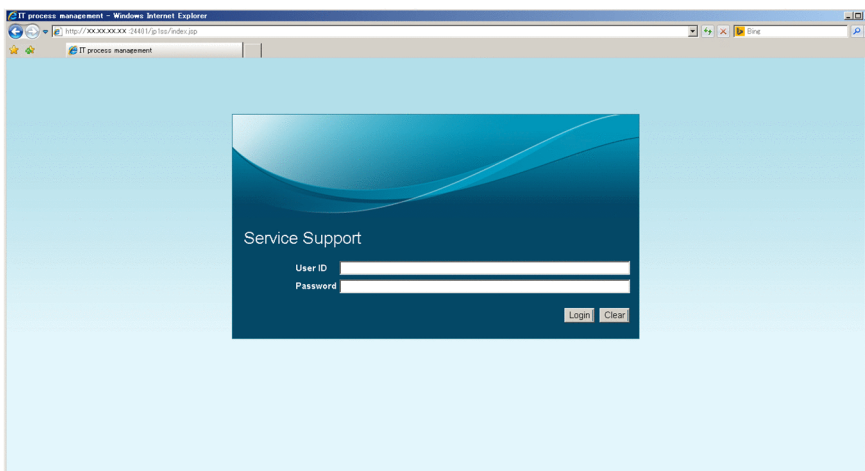 IT process management - Windows Internet Explorer
http://XX.XX.XX.XX :24401/jp1ss/index.jsp
Bing
IT process management
Service Support
User ID
Password
Login Clear